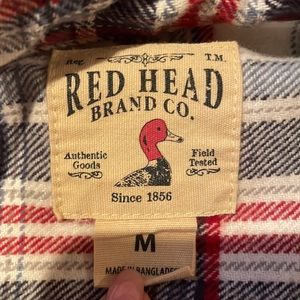 Reg. T.M.
RED HEAD
BRAND CO.
Authentic Field
Goods Tested
Since 1856
M
MADE IN BANGLADESH